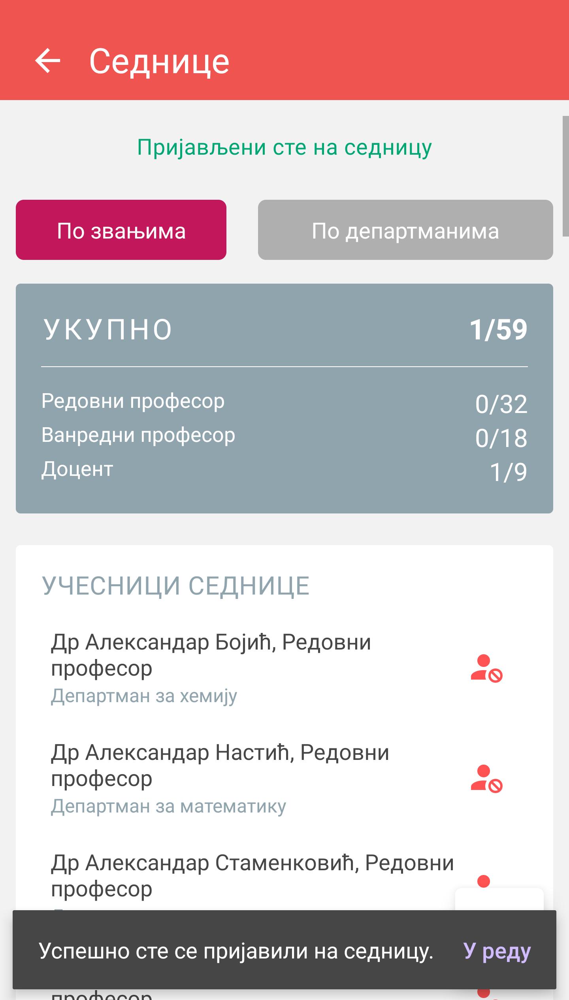 Седнице
Пријављени сте на седницу
По звањима
По департманима
УКУПНО 1/59
Редовни професор 0/32
Ванредни професор 0/18
Доцент 1/9
УЧЕСНИЦИ СЕДНИЦЕ
Др Александар Бојић, Редовни
професор
Департман за хемију
Др Александар Настић, Редовни
професор
Департман за математику
Др Александар Стаменковић, Редовни
професор
Успешно сте се пријавили на седницу. У реду
професор